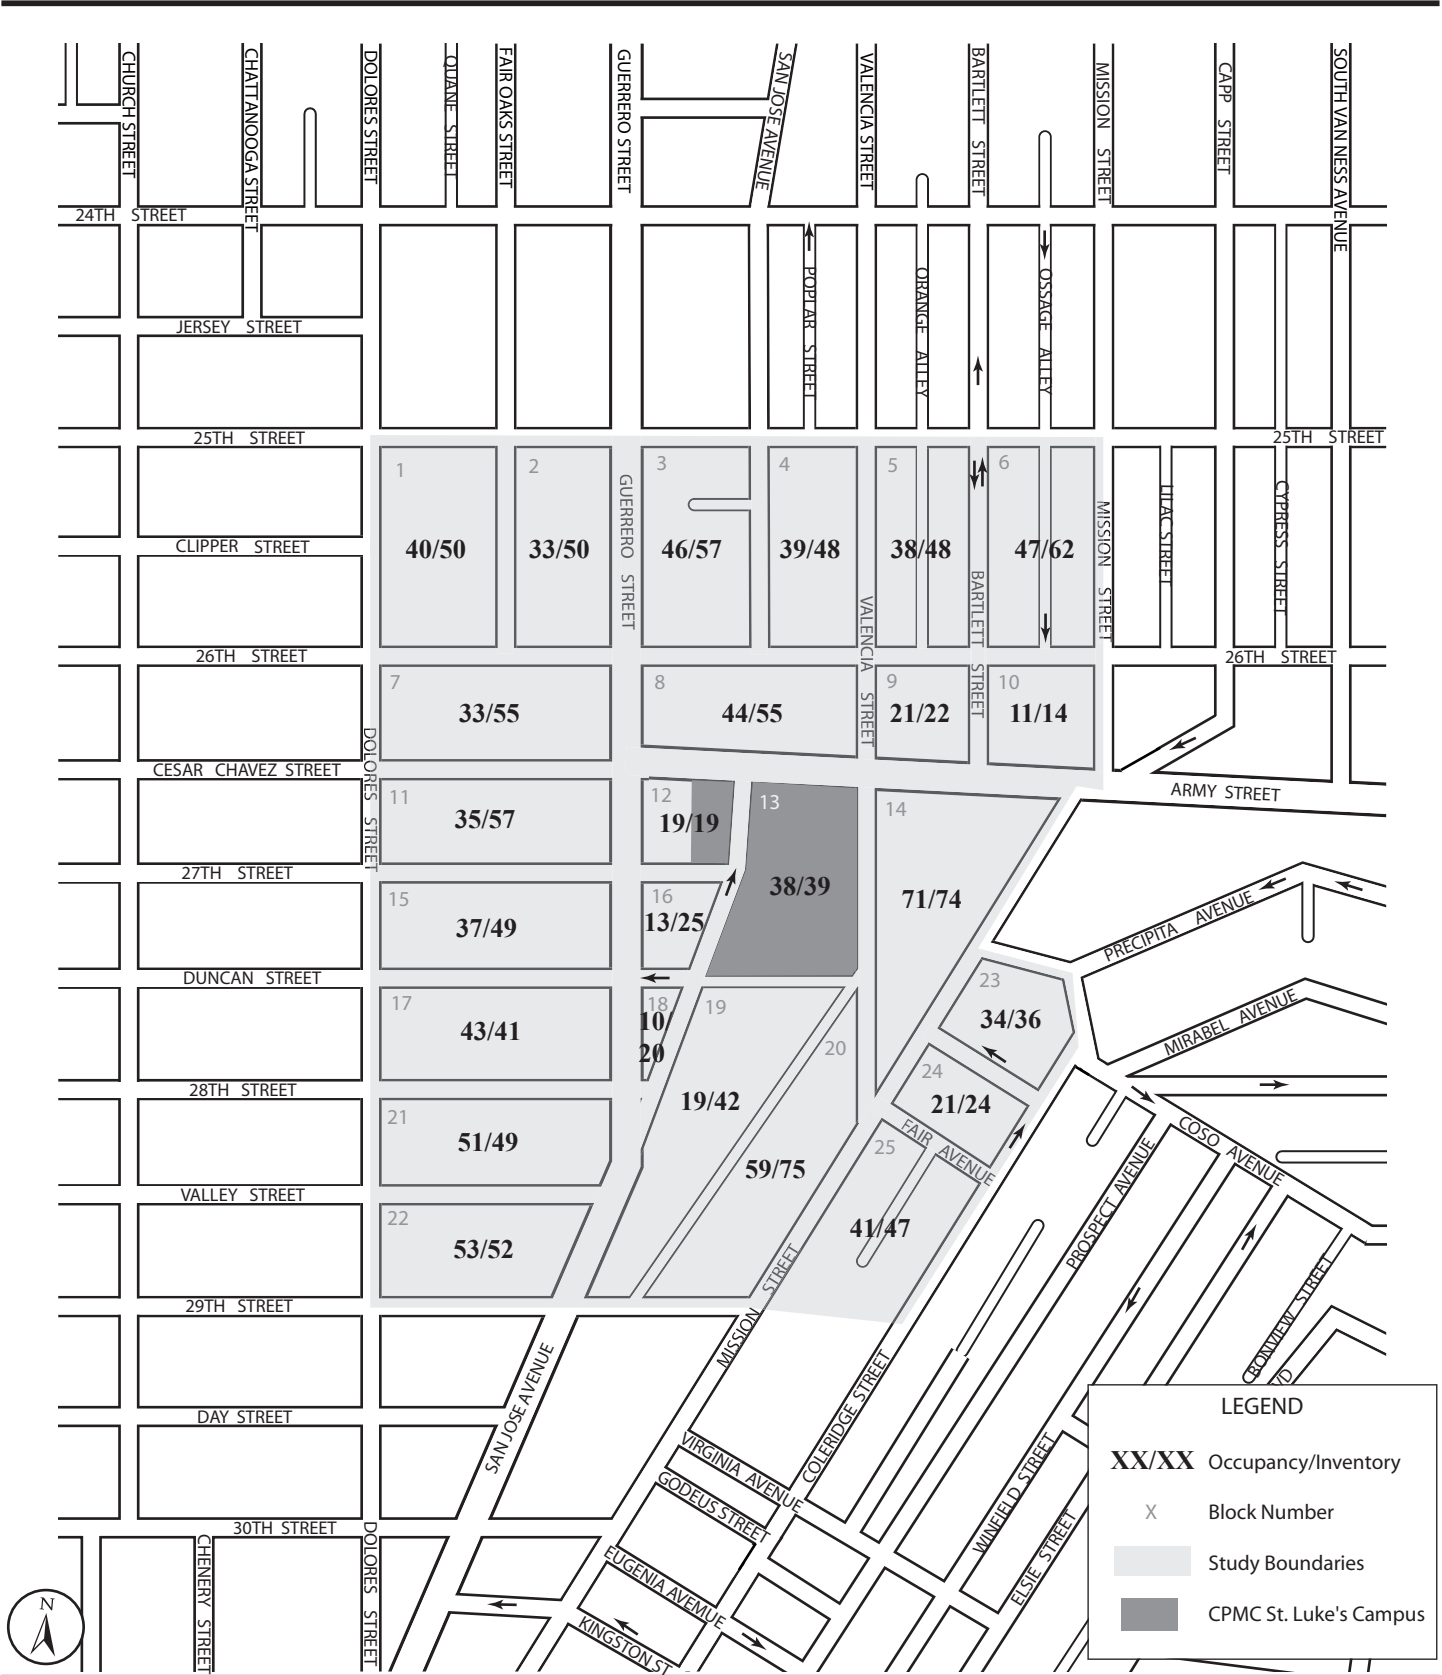 CHURCH STREET
CHATTANOOGA STREET
DOLORES STREET
QUANE STREET
FAIR OAKS STREET
GUERRERO STREET
SAN JOSE AVENUE
VALENCIA STREET
BARTLETT STREET
MISSION STREET
CAPP STREET
SOUTH VAN NESS AVENUE
24TH STREET
POPLAR STREET
ORANGE ALLEY
OSSAGE ALLEY
JERSEY STREET
25TH STREET
25TH STREET
1
2
3
4
5
6
GUERRERO STREET
MISSION STREET
LILAC STREET
CYPRESS STREET
CLIPPER STREET
40/50
33/50
46/57
39/48
38/48
47/62
VALENCIA STREET
BARTLETT STREET
26TH STREET
26TH STREET
7
8
9
10
33/55
44/55
21/22
11/14
DOLORES STREET
CESAR CHAVEZ STREET
ARMY STREET
11
12
13
14
35/57
19/19
27TH STREET
38/39
71/74
15
16
37/49
13/25
PRECIPITA AVENUE
DUNCAN STREET
17
18
19
20
23
43/41
10/
20
34/36
MIRABEL AVENUE
28TH STREET
24
19/42
21/24
21
51/49
FAIR AVENUE
25
COSO AVENUE
PROSPECT AVENUE
59/75
VALLEY STREET
22
53/52
41/47
29TH STREET
MISSION STREET
BONVIEW STREET
VD
SAN JOSE AVENUE
COLERIDGE STREET
DAY STREET
VIRGINIA AVENUE
GODEUS STREET
WINFIELD STREET
ELSIE STREET
30TH STREET
CHENERY STREET
DOLORES STREET
EUGENIA AVEMUE
KINGSTON ST
N
LEGEND
XX/XX Occupancy/Inventory
X Block Number
Study Boundaries
CPMC St. Luke's Campus